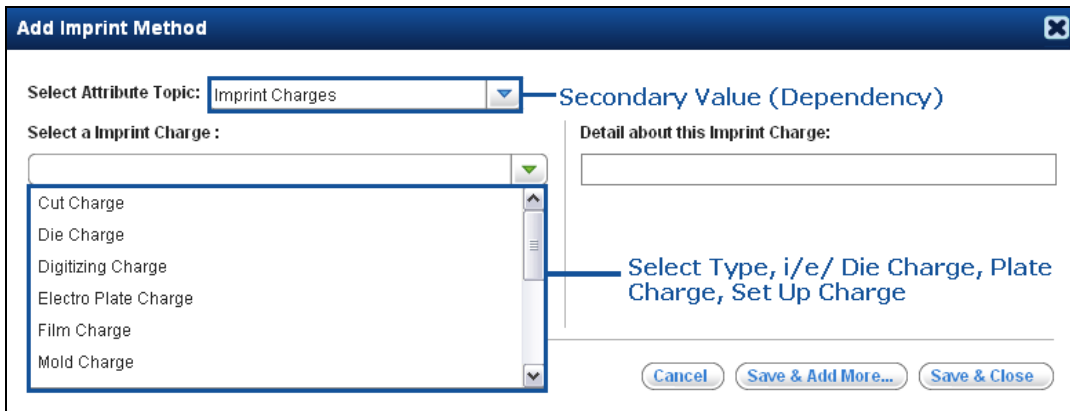 Add Imprint Method
Select Attribute Topic: Imprint Charges
Secondary Value (Dependency)
Select a Imprint Charge :
Detail about this Imprint Charge:
Cut Charge
Die Charge
Digitizing Charge
Electro Plate Charge
Film Charge
Mold Charge
Select Type, i/e/ Die Charge, Plate
Charge, Set Up Charge
Cancel
Save & Add More...
Save & Close